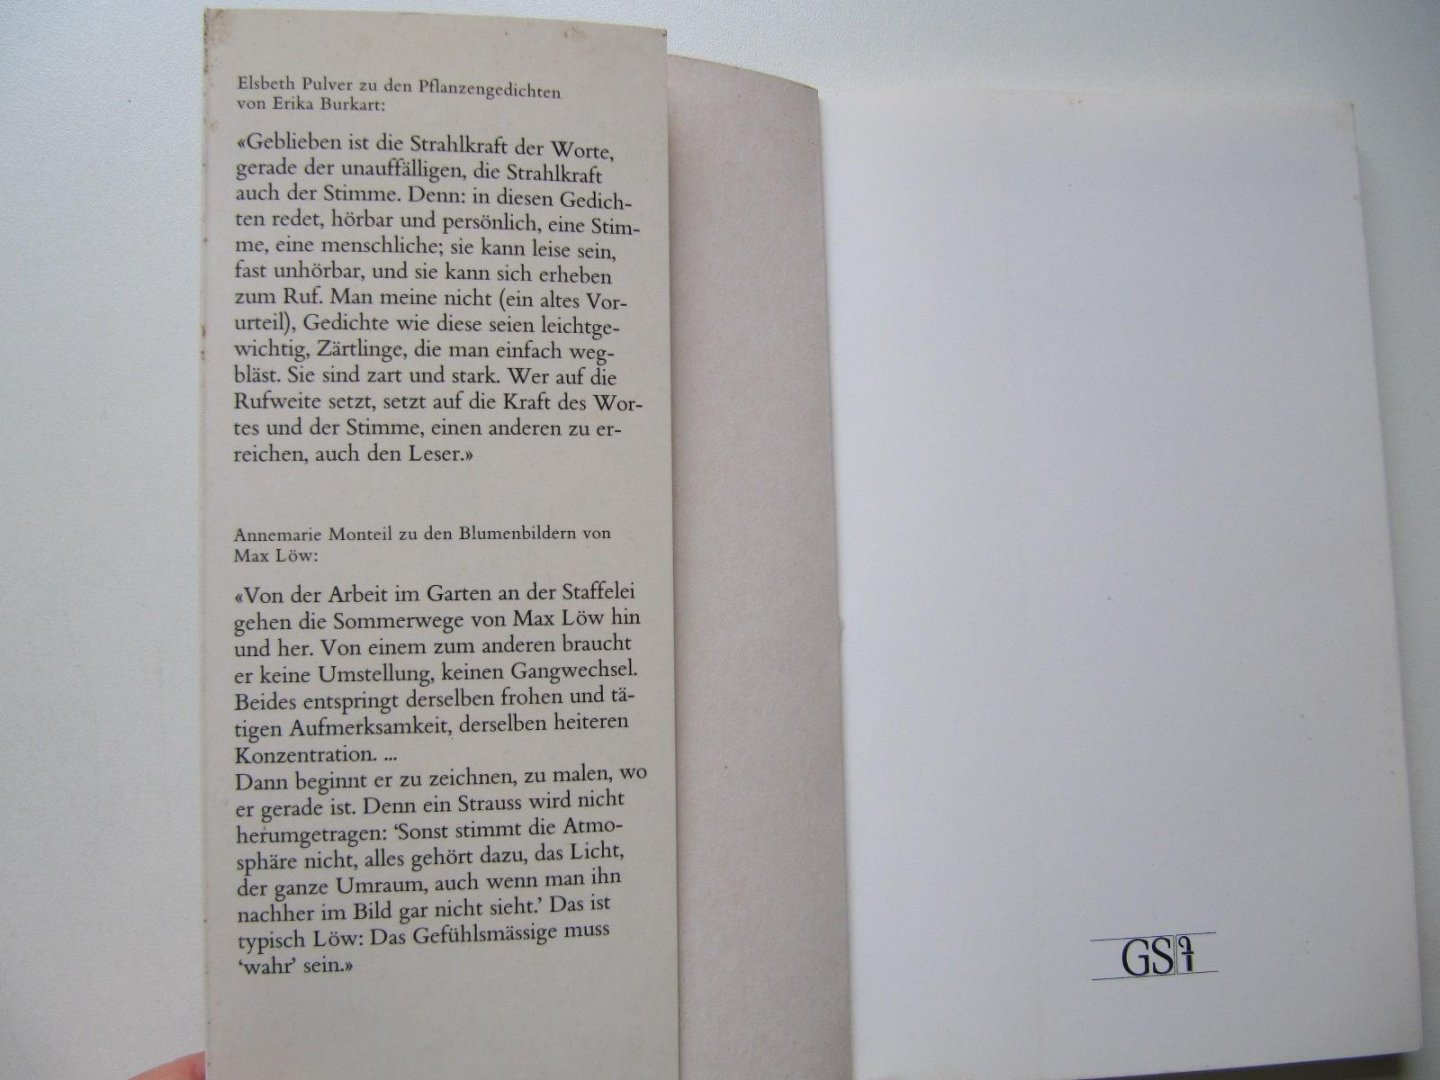 Elsbeth Pulver zu den Pflanzengedichten
von Erika Burkart:
«Geblieben ist die Strahlkraft der Worte,
gerade der unauffälligen, die Strahlkraft
auch der Stimme. Denn: in diesen Gedich-
ten redet, hörbar und persönlich, eine Stim-
me, eine menschliche; sie kann leise sein,
fast unhörbar, und sie kann sich erheben
zum Ruf. Man meine nicht (ein altes Vor-
urteil), Gedichte wie diese seien leichtge-
wichtig, Zärtlinge, die man einfach weg-
bläst. Sie sind zart und stark. Wer auf die
Rufweite setzt, setzt auf die Kraft des Wor-
tes und der Stimme, einen anderen zu er-
reichen, auch den Leser.»
Annemarie Monteil zu den Blumenbildern von
Max Löw:
«Von der Arbeit im Garten an der Staffelei
gehen die Sommerwege von Max Löw hin
und her. Von einem zum anderen braucht
er keine Umstellung, keinen Gangwechsel.
Beides entspringt derselben frohen und tä-
tigen Aufmerksamkeit, derselben heiteren
Konzentration. ...
Dann beginnt er zu zeichnen, zu malen, wo
er gerade ist. Denn ein Strauss wird nicht
herumgetragen: ‘Sonst stimmt die Atmo-
sphäre nicht, alles gehört dazu, das Licht,
der ganze Umraum, auch wenn man ihn
nachher im Bild gar nicht sieht.’ Das ist
typisch Löw: Das Gefühlsmässige muss
‘wahr’ sein.»
GS